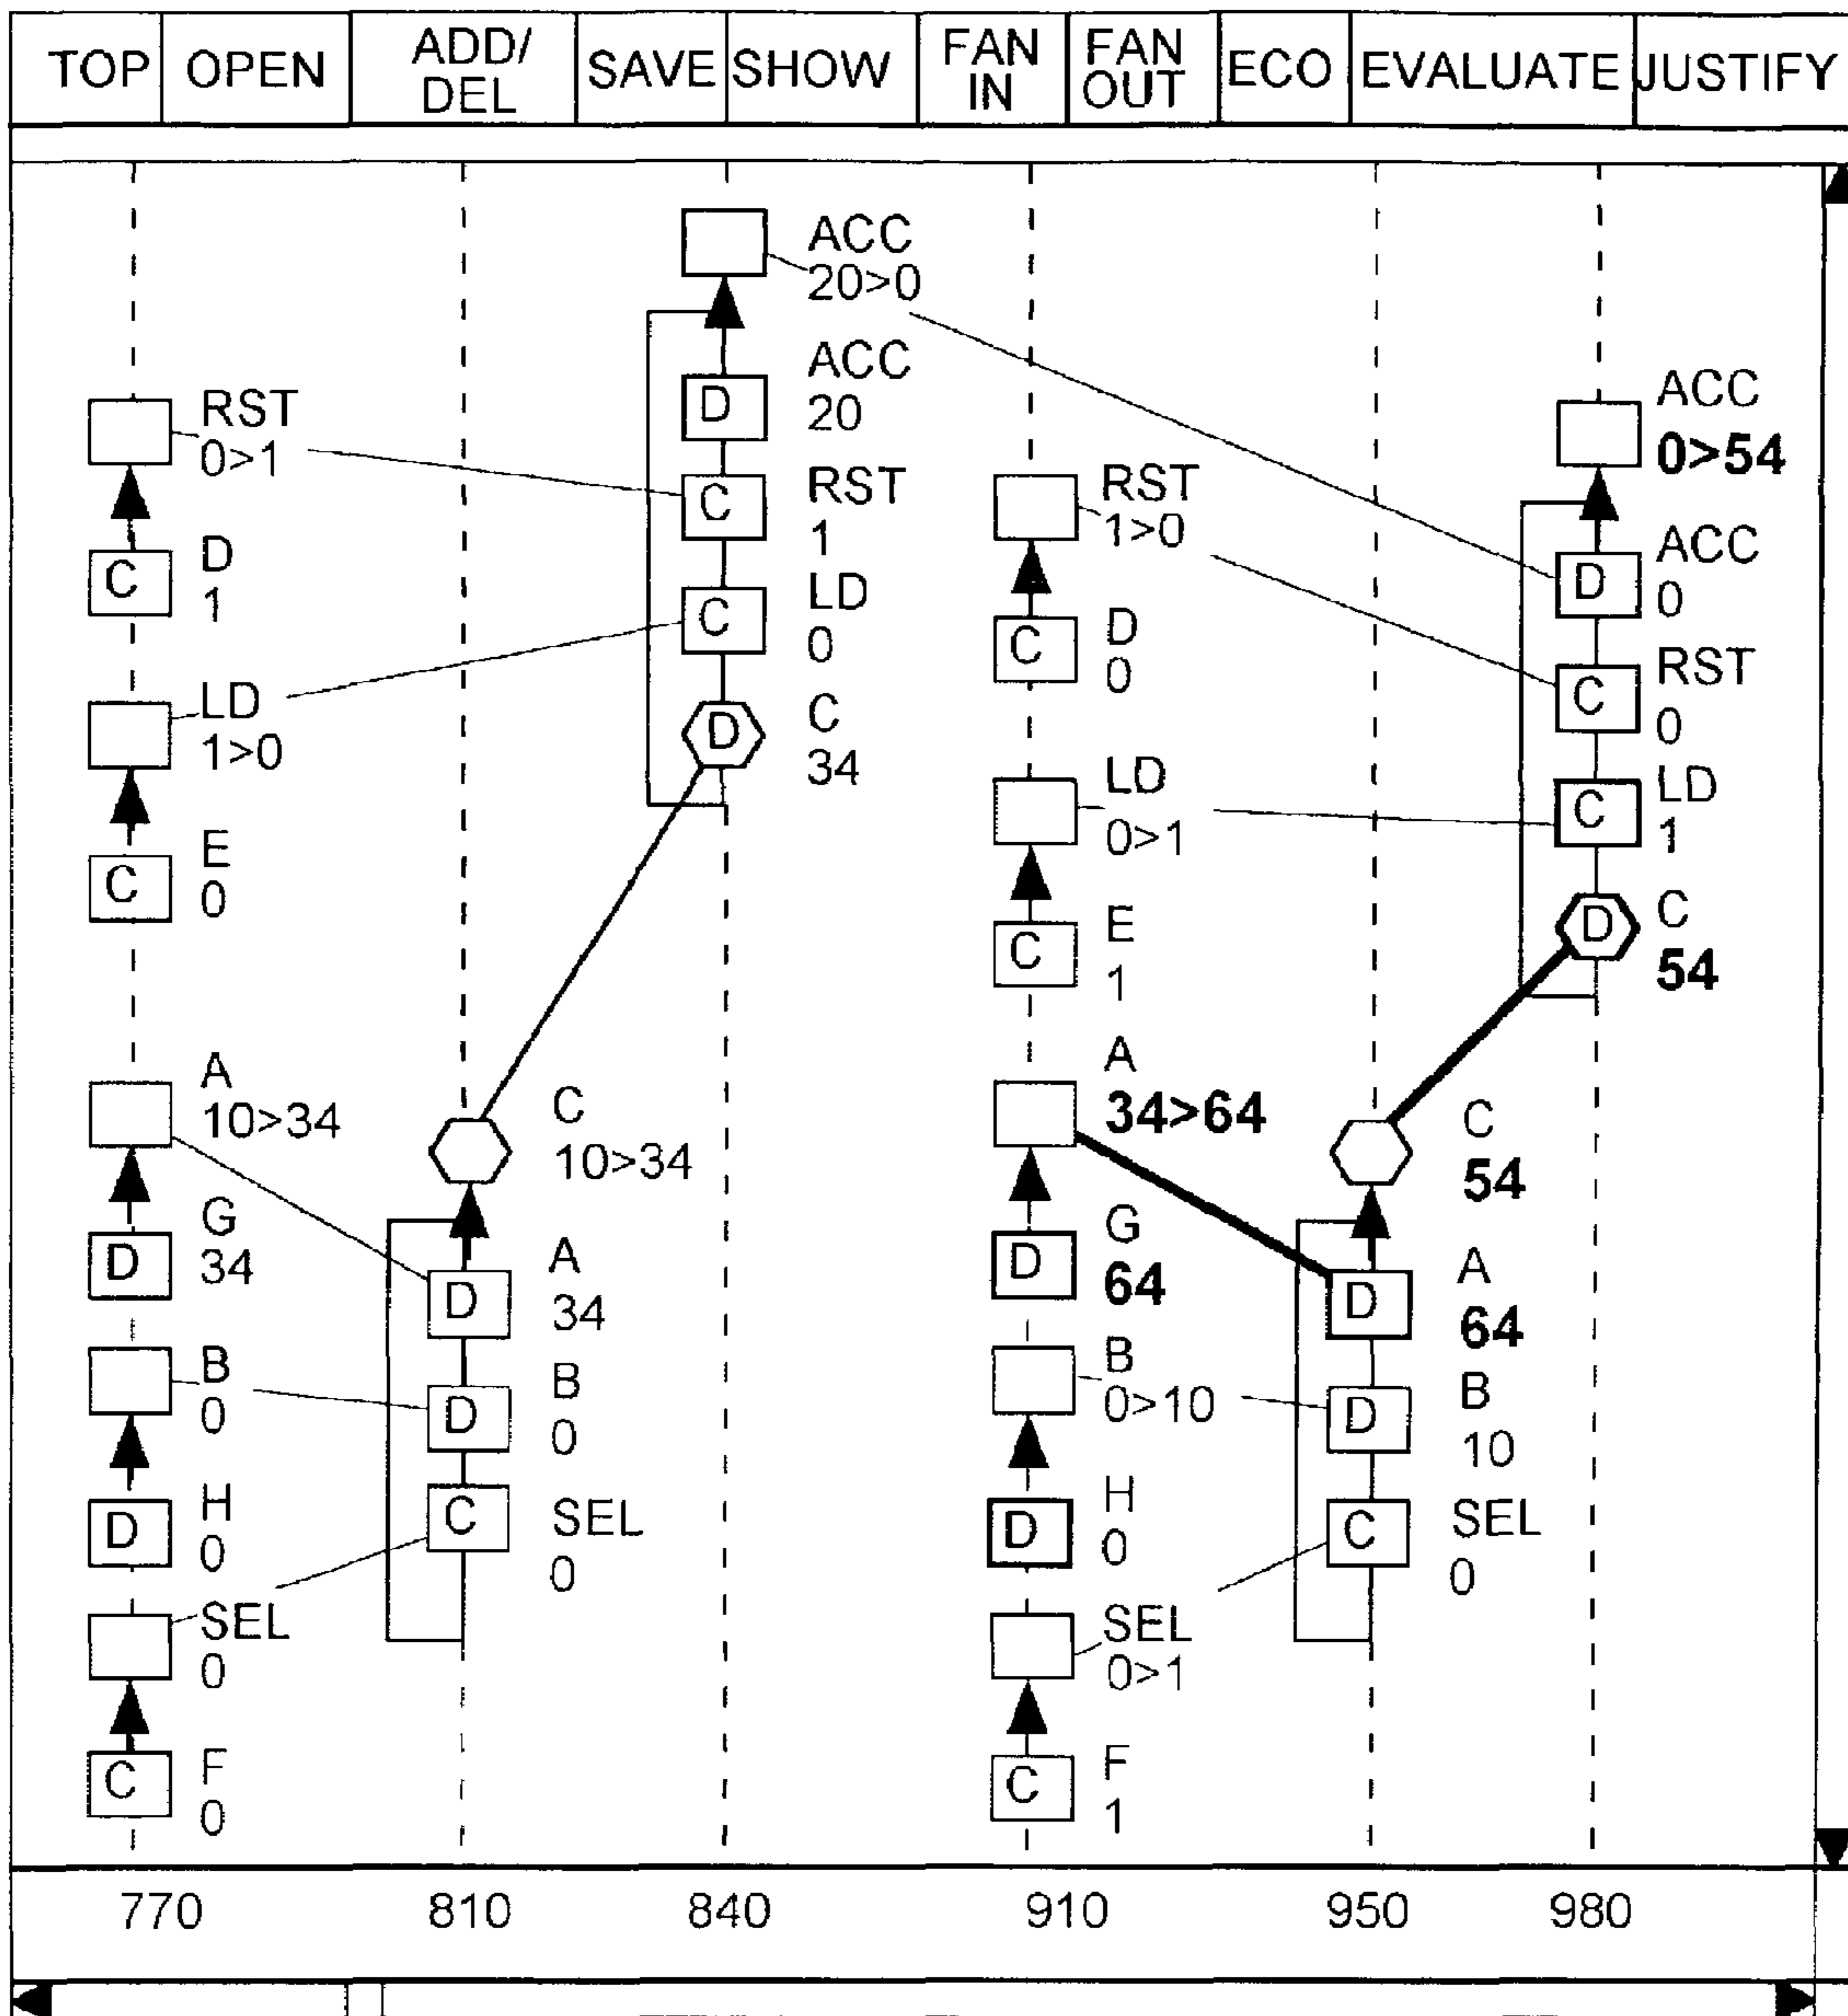 TOP
OPEN
ADD/
DEL
SAVE
SHOW
FAN
IN
FAN
OUT
ECO
EVALUATE
JUSTIFY
RST
0>1
C
D
1
LD
1>0
C
E
0
A
10>34
D
G
34
B
0
D
H
0
SEL
0
C
F
0
C
10>34
D
A
34
D
B
0
C
SEL
0
ACC
20>0
D
ACC
20
C
RST
1
C
LD
0
D
C
34
RST
1>0
C
D
0
LD
0>1
C
E
1
A
34>64
D
G
64
B
0>10
D
H
0
SEL
0>1
C
F
1
C
54
D
A
64
D
B
10
C
SEL
0
ACC
0>54
D
ACC
0
C
RST
0
C
LD
1
D
C
54
770
810
840
910
950
980